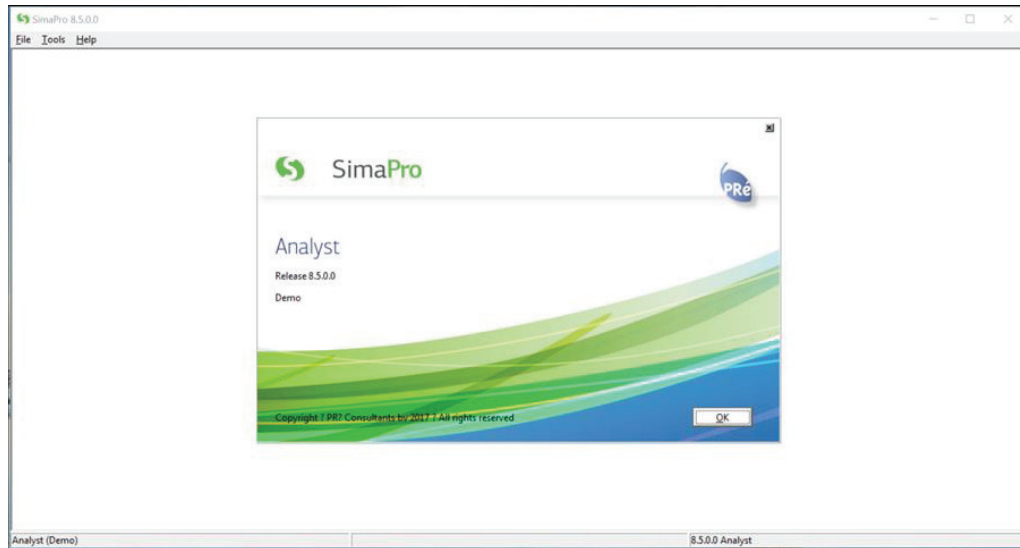 SimaPro 8.5.0.0
File Tools Help
SimaPro
PRé
Analyst
Release 8.5.0.0
Demo
Copyright ? PR? Consultants by 2017 ? All rights reserved
OK
Analyst (Demo) 8.5.0.0 Analyst